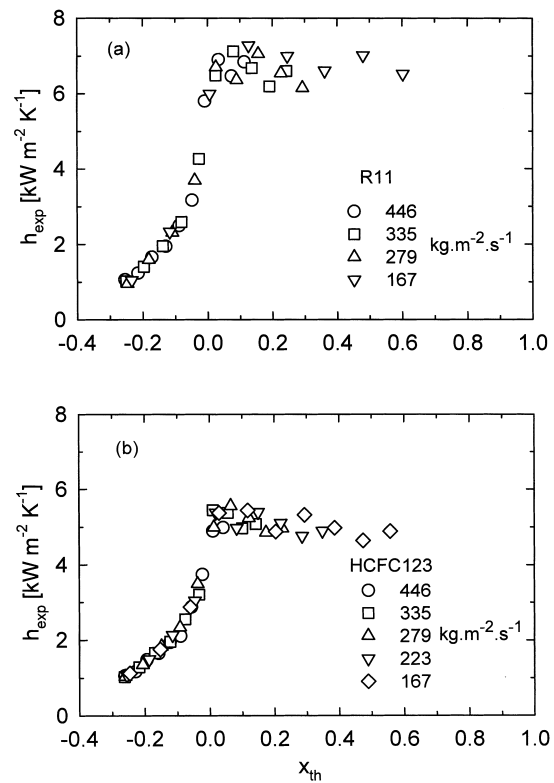 (a)
8
6
4
2
0
h_exp [kW m⁻² K⁻¹]
R11
446
335
279
167
kg.m⁻².s⁻¹
-0.4 -0.2 0.0 0.2 0.4 0.6 0.8 1.0
(b)
8
6
4
2
0
h_exp [kW m⁻² K⁻¹]
HCFC123
446
335
279
223
167
kg.m⁻².s⁻¹
-0.4 -0.2 0.0 0.2 0.4 0.6 0.8 1.0
x_th